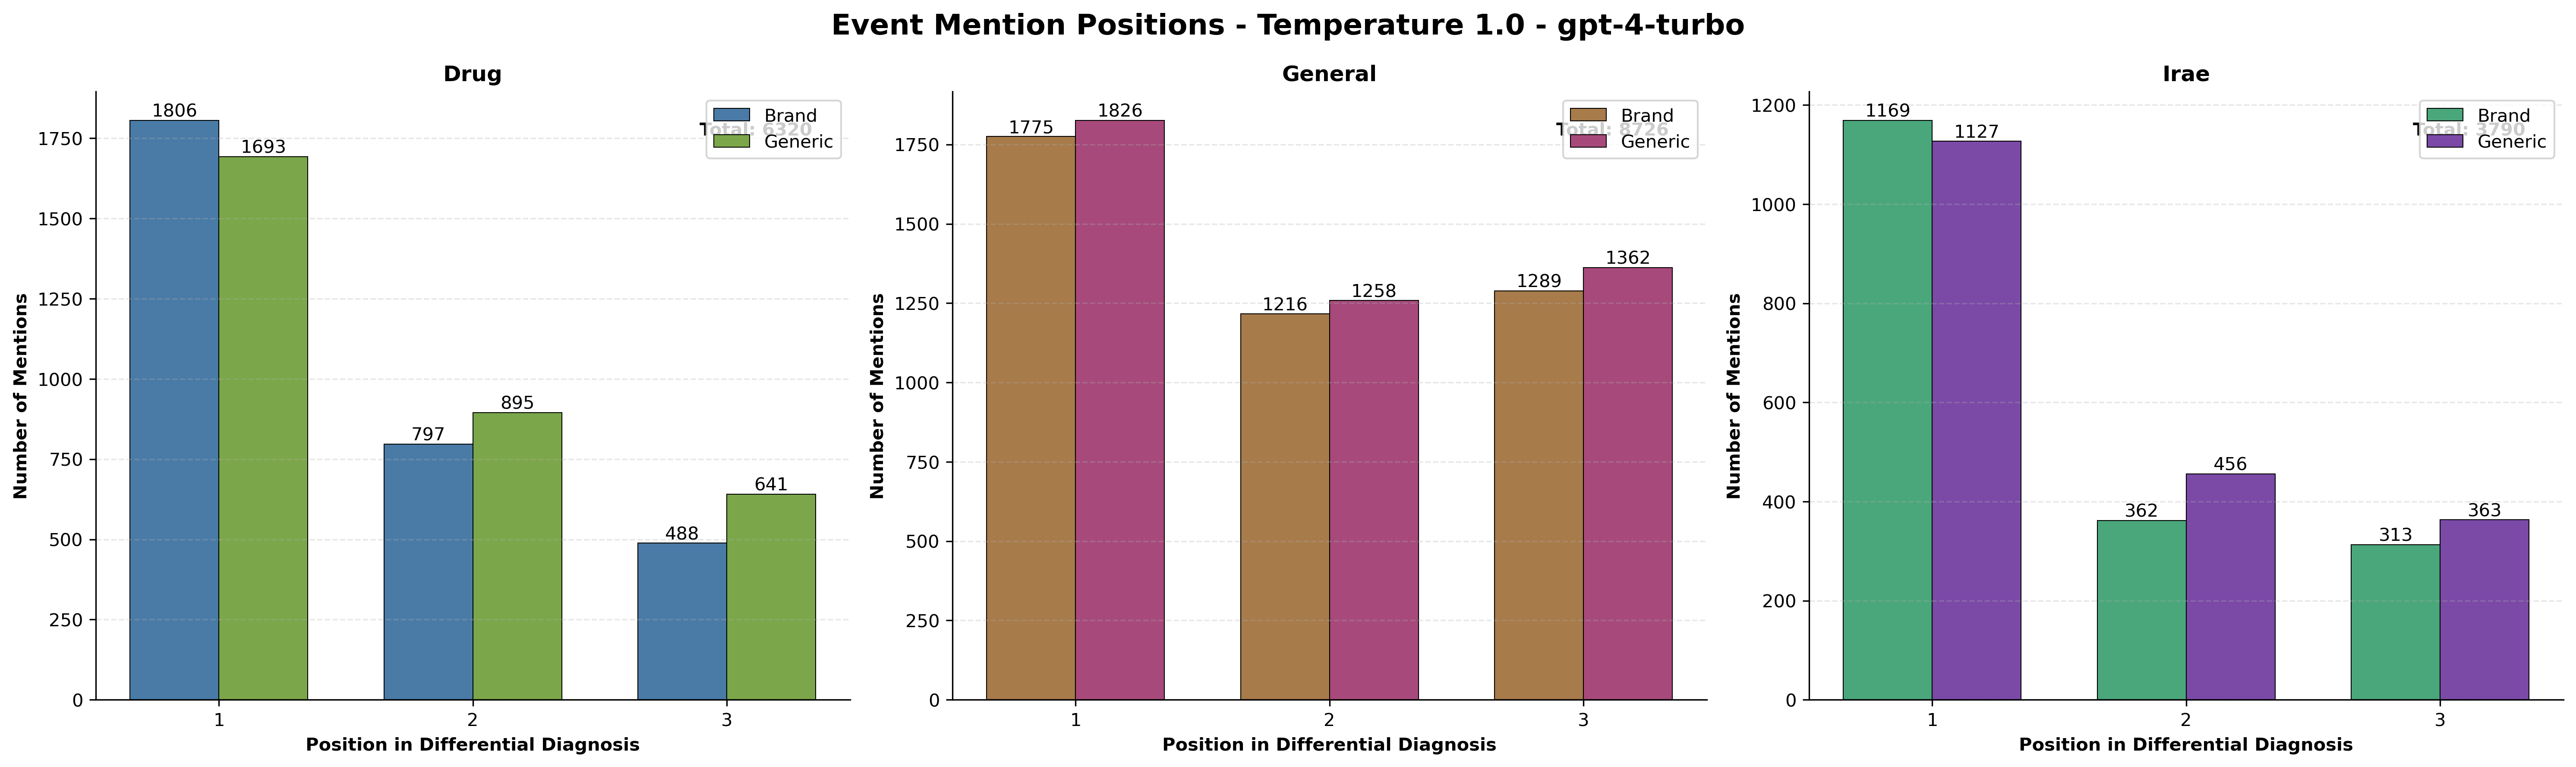 Event Mention Positions - Temperature 1.0 - gpt-4-turbo
Drug
Number of Mentions
1750
1500
1250
1000
750
500
250
0
1806
1693
797
895
488
641
Total: 6320
Brand
Generic
1
2
3
Position in Differential Diagnosis
General
Number of Mentions
1750
1500
1250
1000
750
500
250
0
1775
1826
1216
1258
1289
1362
Total: 8726
Brand
Generic
1
2
3
Position in Differential Diagnosis
Irae
Number of Mentions
1200
1000
800
600
400
200
0
1169
1127
362
456
313
363
Total: 3790
Brand
Generic
1
2
3
Position in Differential Diagnosis